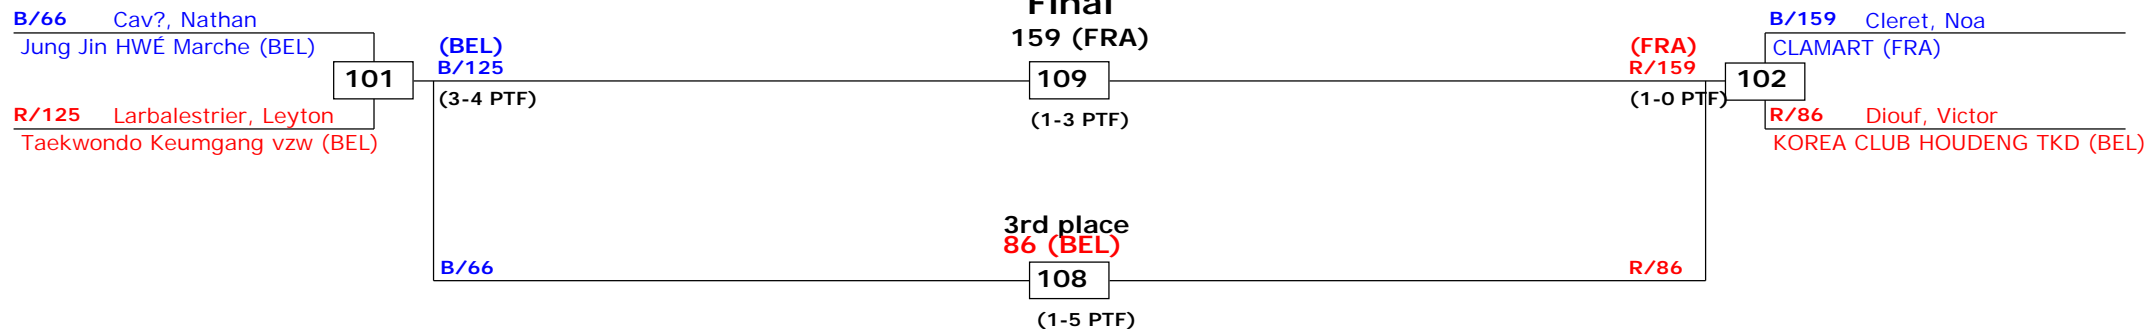 Final
159 (FRA)
B/66 Cav?, Nathan
Jung Jin HWÉ Marche (BEL)
101
R/125 Larbalestrier, Leyton
Taekwondo Keumgang vzw (BEL)
(BEL)
B/125
(3-4 PTF)
109
(1-3 PTF)
(FRA)
R/159
(1-0 PTF)
B/159 Cleret, Noa
CLAMART (FRA)
102
R/86 Diouf, Victor
KOREA CLUB HOUDENG TKD (BEL)
3rd place
86 (BEL)
B/66
108
R/86
(1-5 PTF)